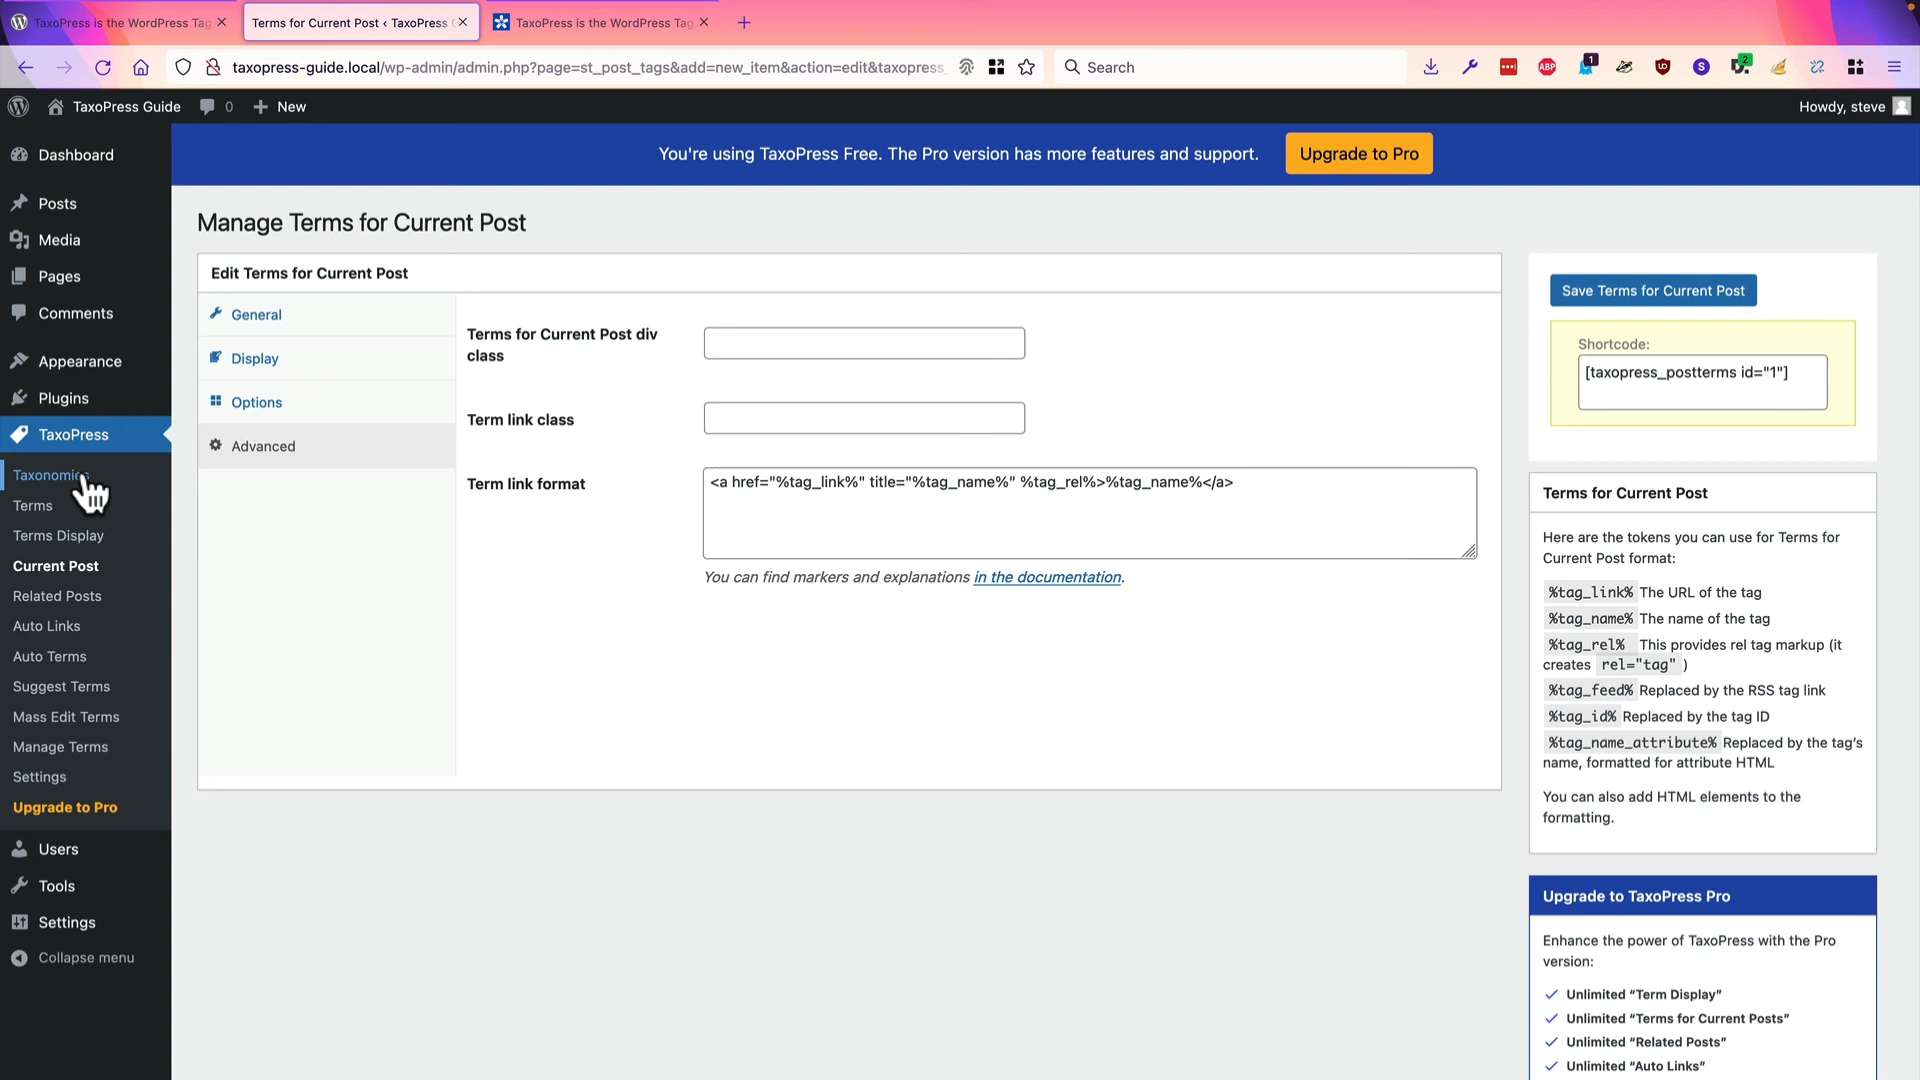 TaxoPress is the WordPress Tag
Terms for Current Post ‹ TaxoPress
TaxoPress is the WordPress Tag
taxopress-guide.local/wp-admin/admin.php?page=st_post_tags&add=new_item&action=edit&taxopress_
Search
ABP
1
S
2
TaxoPress Guide
0
New
Howdy, steve
You're using TaxoPress Free. The Pro version has more features and support.
Upgrade to Pro
Dashboard
Posts
Media
Pages
Comments
Appearance
Plugins
TaxoPress
Terms
Terms Display
Current Post
Related Posts
Auto Links
Auto Terms
Suggest Terms
Mass Edit Terms
Manage Terms
Settings
Upgrade to Pro
Users
Tools
Settings
Collapse menu
Manage Terms for Current Post
Edit Terms for Current Post
General
Display
Options
Advanced
Terms for Current Post div
class
Term link class
Term link format
<a href="%tag_link%" title="%tag_name%" %tag_rel%>%tag_name%</a>
You can find markers and explanations in the documentation.
Save Terms for Current Post
Shortcode:
[taxopress_postterms id="1"]
Terms for Current Post
Here are the tokens you can use for Terms for
Current Post format:
%tag_link% The URL of the tag
%tag_name% The name of the tag
%tag_rel% This provides rel tag markup (it
creates rel="tag" )
%tag_feed% Replaced by the RSS tag link
%tag_id% Replaced by the tag ID
%tag_name_attribute% Replaced by the tag’s
name, formatted for attribute HTML
You can also add HTML elements to the
formatting.
Upgrade to TaxoPress Pro
Enhance the power of TaxoPress with the Pro
version:
Unlimited “Term Display”
Unlimited “Terms for Current Posts”
Unlimited “Related Posts”
Unlimited “Auto Links”